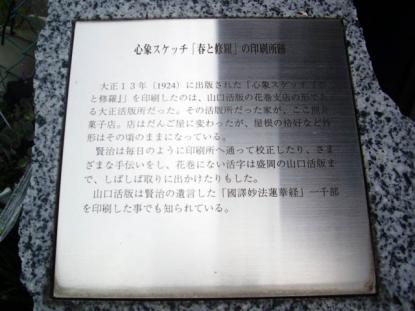 心象スケッチ「春と修羅」の印刷所跡
大正13年(1924)に出版された「心象スケッチ『春
と修羅』」を印刷したのは、山口活版の花巻支店の形であ
る大正活版所だった。その活版所だった家が、ここ
菓子店。店はだんご屋に変わったが、屋根の恰好など外
形はその頃のままになっている。
賢治は毎日のように印刷所へ通って校正したり、さま
ざまな手伝いをし、花巻にない活字は盛岡の山口活版ま
で、しばしば取りに出かけたりもした。
山口活版は賢治の遺言した「國譯妙法蓮華経」一千部
を印刷した事でも知られている。